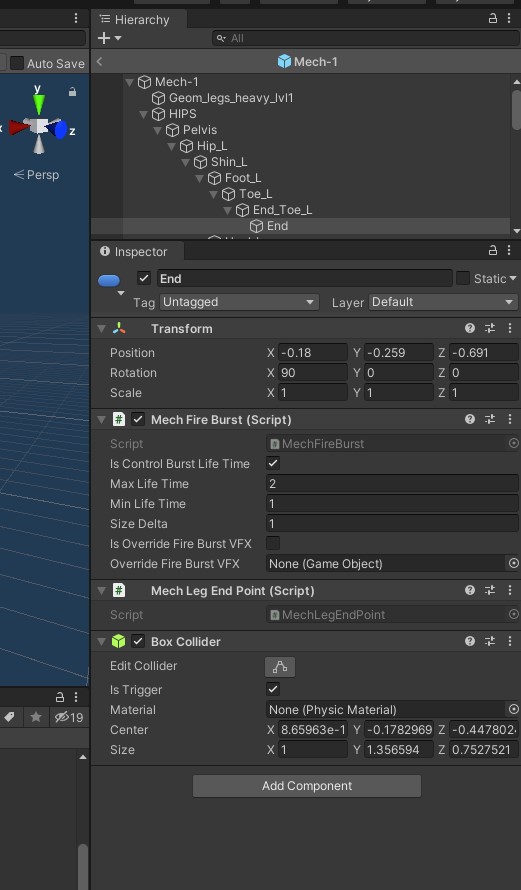 Hierarchy
All
Auto Save
Mech-1
y
x
z
Persp
Mech-1
Geom_legs_heavy_lvl1
HIPS
Pelvis
Hip_L
Shin_L
Foot_L
Toe_L
End_Toe_L
End
Inspector
End
Static
Tag Untagged Layer Default
Transform
Position X -0.18 Y -0.259 Z -0.691
Rotation X 90 Y 0 Z 0
Scale X 1 Y 1 Z 1
# Mech Fire Burst (Script)
Script MechFireBurst
Is Control Burst Life Time
Max Life Time 2
Min Life Time 1
Size Delta 1
Is Override Fire Burst VFX
Override Fire Burst VFX None (Game Object)
# Mech Leg End Point (Script)
Script MechLegEndPoint
Box Collider
Edit Collider
Is Trigger
Material None (Physic Material)
19
Center X 8.65963e-1 Y -0.1782969 Z -0.447802
Size X 1 Y 1.356594 Z 0.7527521
Add Component